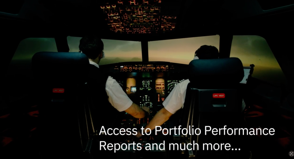 Access to Portfolio Performance
Reports and much more...